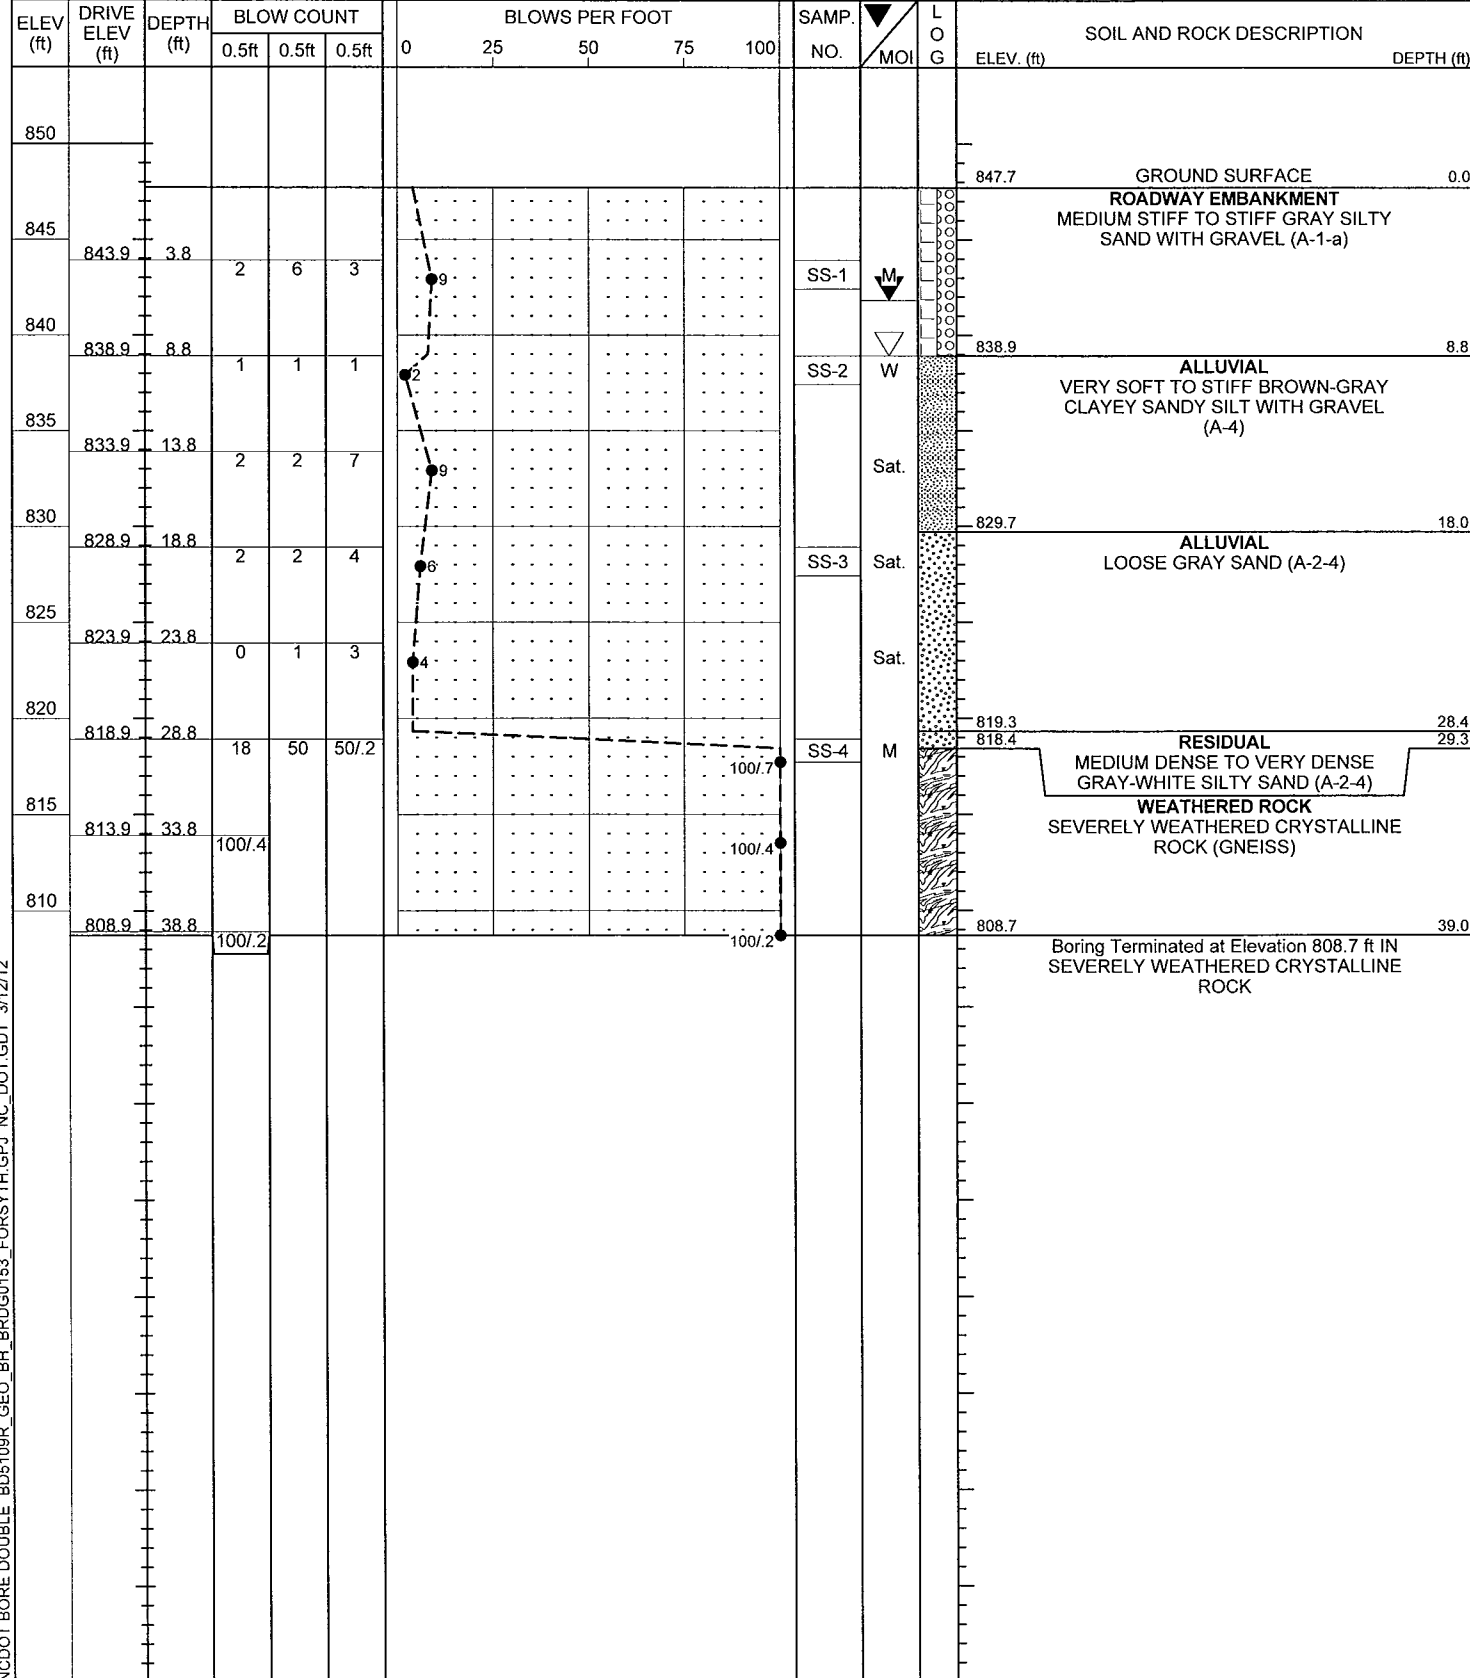 ELEV (ft) DRIVE ELEV (ft) DEPTH (ft) BLOW COUNT BLOWS PER FOOT SAMP. NO. MOI L O G SOIL AND ROCK DESCRIPTION
0.5ft 0.5ft 0.5ft 0 25 50 75 100 ELEV. (ft) DEPTH (ft)
850
847.7 GROUND SURFACE 0.0
ROADWAY EMBANKMENT
MEDIUM STIFF TO STIFF GRAY SILTY
SAND WITH GRAVEL (A-1-a)
845
843.9 3.8
2 6 3 9 SS-1 M
840
838.9 8.8 838.9 8.8
1 1 1 2 SS-2 W
ALLUVIAL
VERY SOFT TO STIFF BROWN-GRAY
CLAYEY SANDY SILT WITH GRAVEL
(A-4)
835
833.9 13.8
2 2 7 9 Sat.
830
829.7 18.0
828.9 18.8
ALLUVIAL
LOOSE GRAY SAND (A-2-4)
2 2 4 6 SS-3 Sat.
825
823.9 23.8
0 1 3 4 Sat.
820
819.3 28.4
818.9 28.8
818.4 29.3
RESIDUAL
MEDIUM DENSE TO VERY DENSE
GRAY-WHITE SILTY SAND (A-2-4)
18 50 50/.2 100/.7 SS-4 M
WEATHERED ROCK
SEVERELY WEATHERED CRYSTALLINE
ROCK (GNEISS)
815
813.9 33.8
100/.4 100/.4
810
808.9 38.8 808.7 39.0
100/.2 100/.2
Boring Terminated at Elevation 808.7 ft IN
SEVERELY WEATHERED CRYSTALLINE
ROCK
NCDOT BORE DOUBLE BD5109R_GEO_BH_BRDG0153_FORSYTH.GPJ NC_DOT.GDT 3/12/12